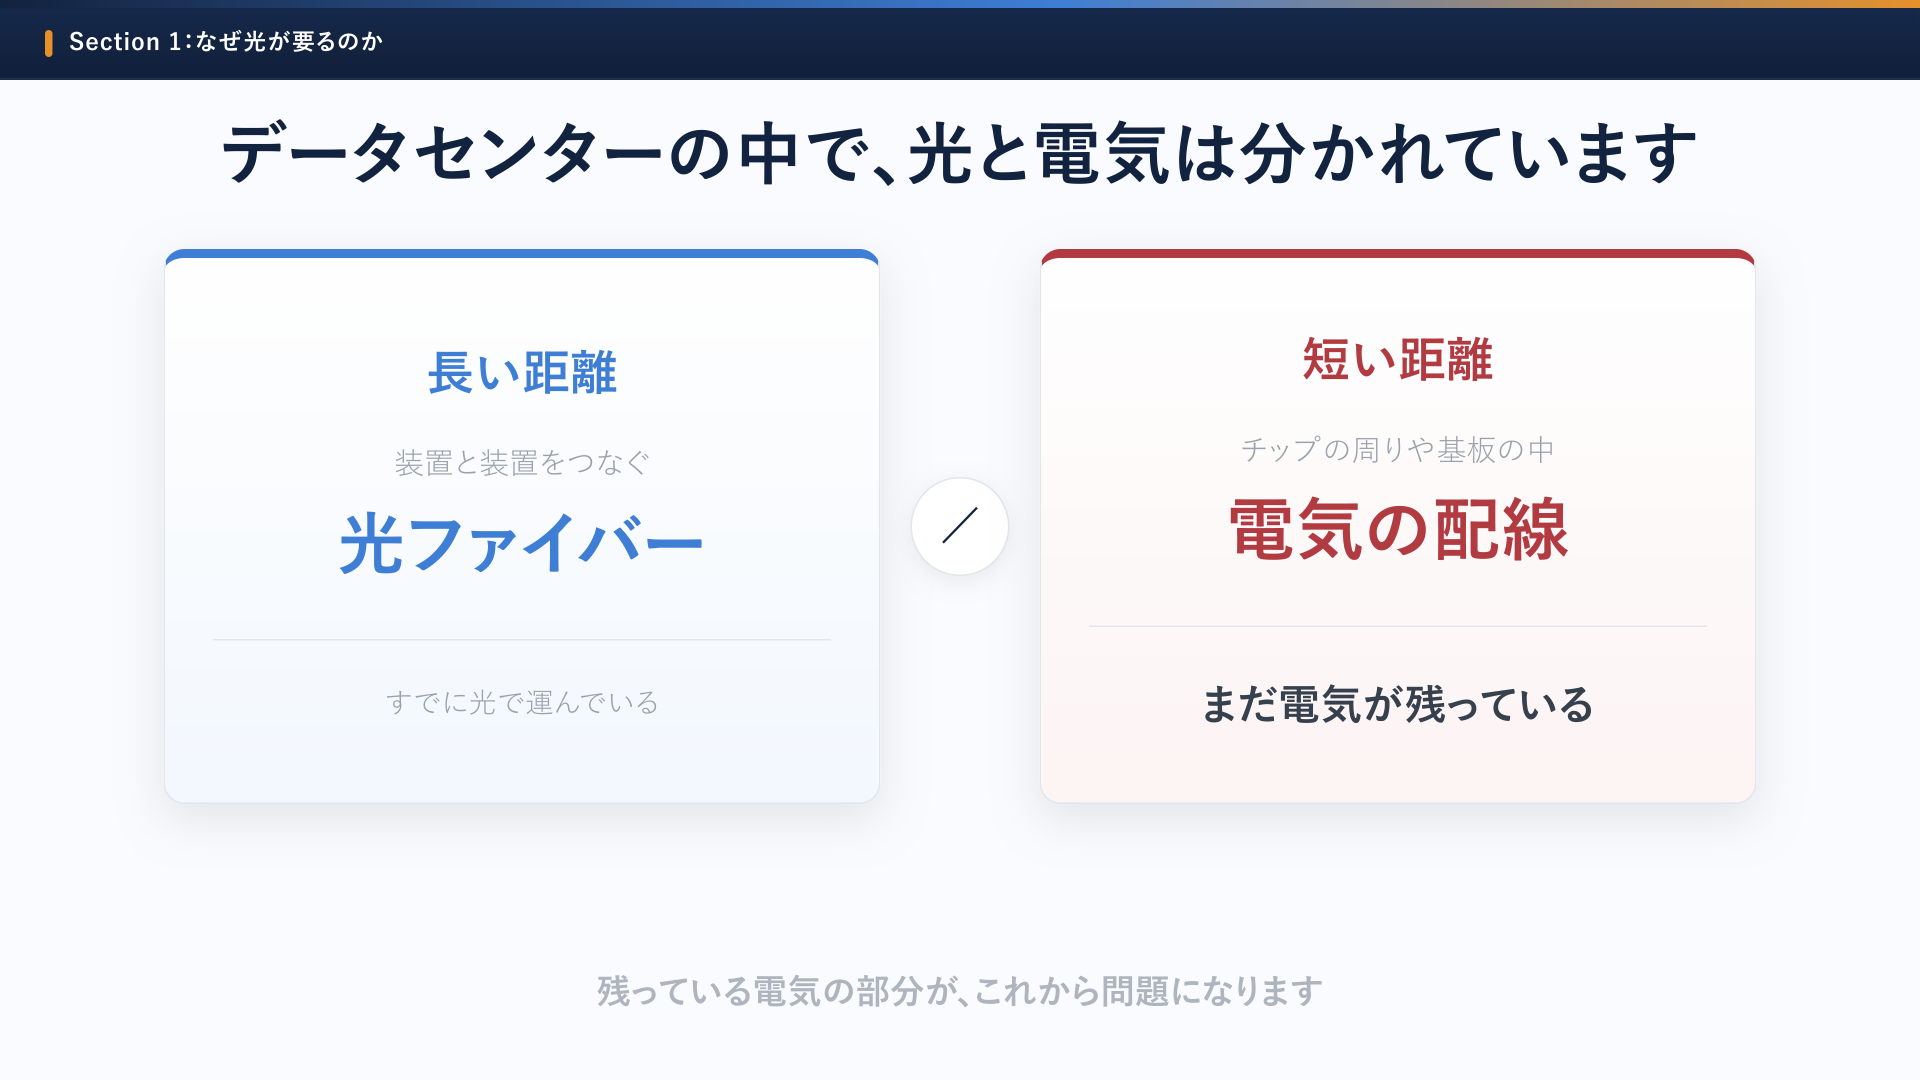 Section 1：なぜ光が要るのか
データセンターの中で、光と電気は分かれています
長い距離
装置と装置をつなぐ
光ファイバー
すでに光で運んでいる
／
短い距離
チップの周りや基板の中
電気の配線
まだ電気が残っている
残っている電気の部分が、これから問題になります